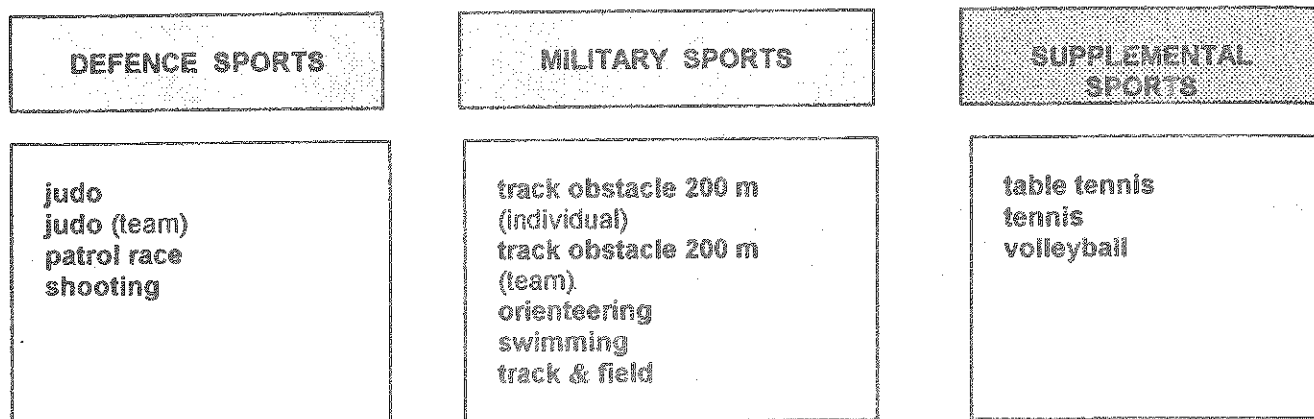 DEFENCE SPORTS
judo
judo (team)
patrol race
shooting
MILITARY SPORTS
track obstacle 200 m
(individual)
track obstacle 200 m
(team)
orienteering
swimming
track & field
SUPPLEMENTAL
SPORTS
table tennis
tennis
volleyball